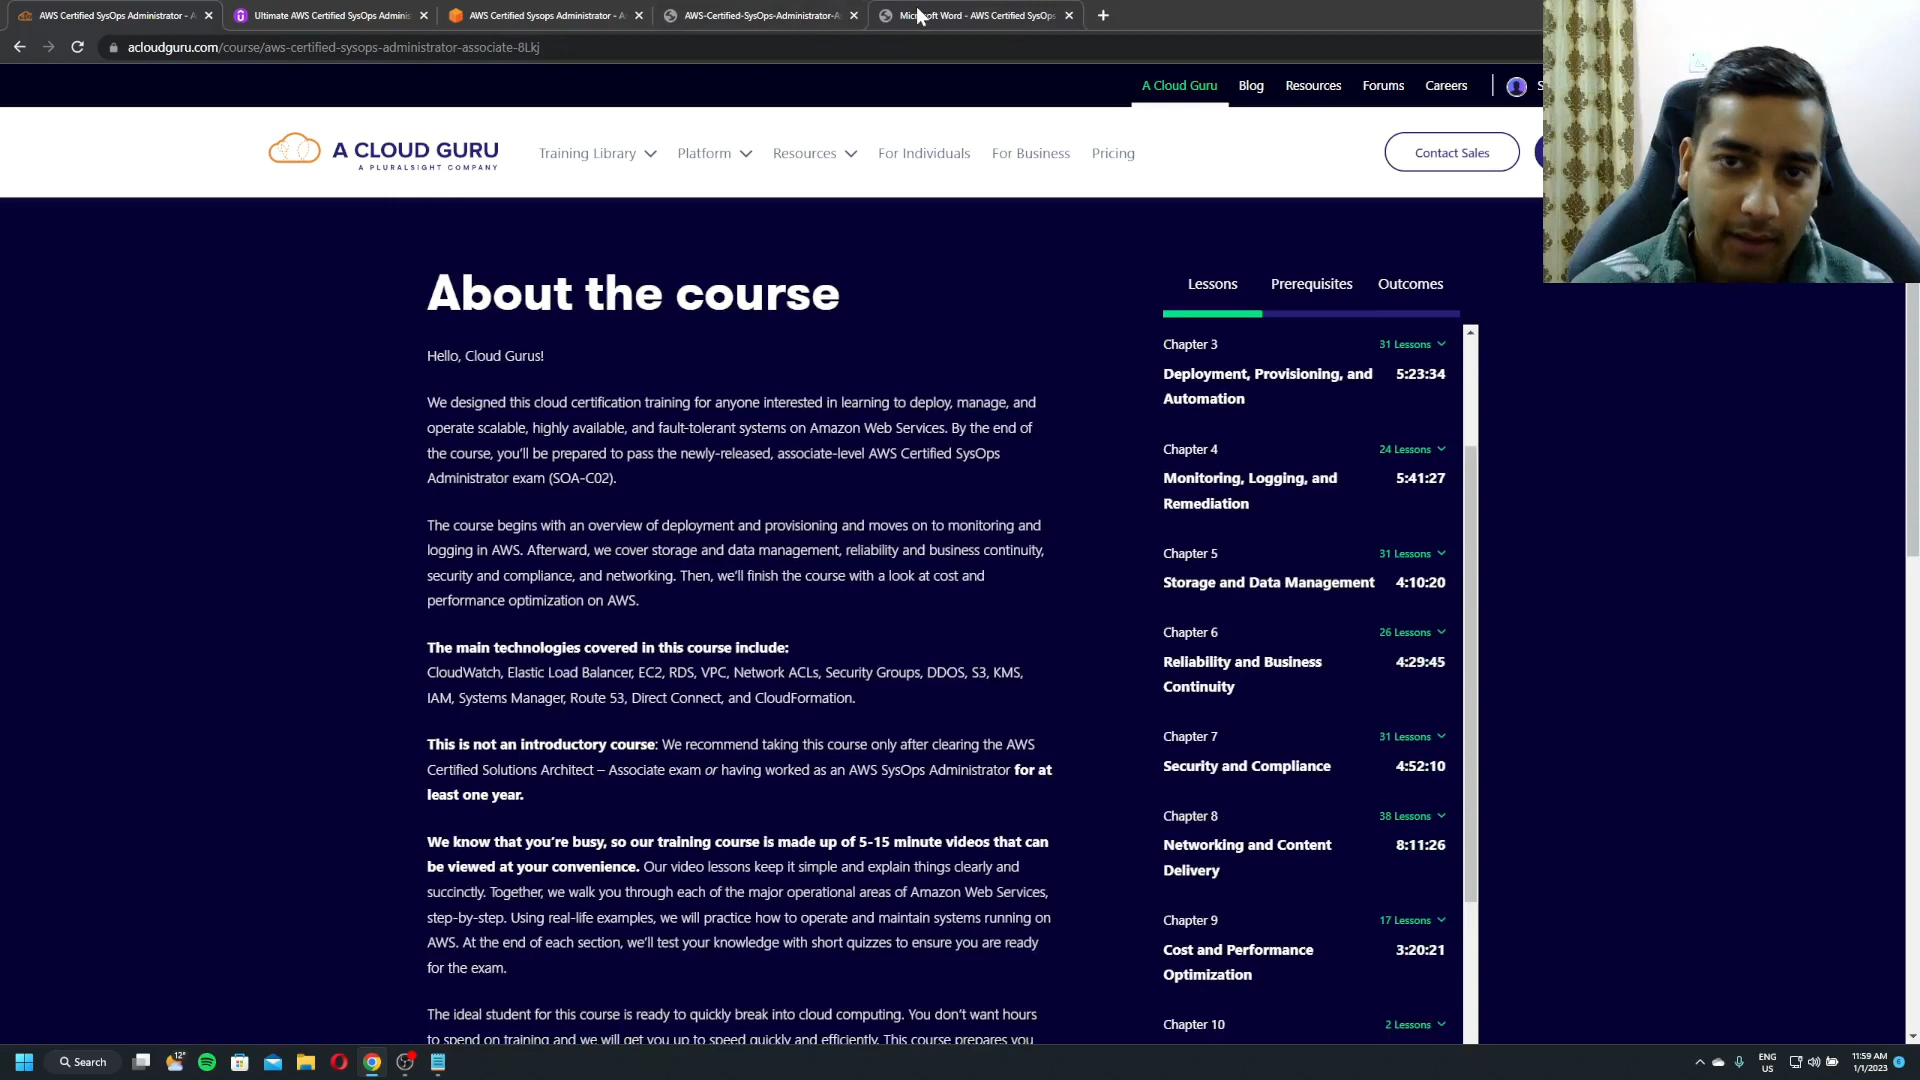 AWS Certified SysOps Administrator - A
Ultimate AWS Certified SysOps Adminis
AWS Certified Sysops Administrator - A
AWS-Certified-SysOps-Administrator-A
Microsoft Word - AWS Certified SysOps
acloudguru.com/course/aws-certified-sysops-administrator-associate-8Lkj
A Cloud Guru
Blog
Resources
Forums
Careers
S
A CLOUD GURU
A PLURALSIGHT COMPANY
Training Library
Platform
Resources
For Individuals
For Business
Pricing
Contact Sales
About the course
Hello, Cloud Gurus!
We designed this cloud certification training for anyone interested in learning to deploy, manage, and
operate scalable, highly available, and fault-tolerant systems on Amazon Web Services. By the end of
the course, you'll be prepared to pass the newly-released, associate-level AWS Certified SysOps
Administrator exam (SOA-C02).
The course begins with an overview of deployment and provisioning and moves on to monitoring and
logging in AWS. Afterward, we cover storage and data management, reliability and business continuity,
security and compliance, and networking. Then, we'll finish the course with a look at cost and
performance optimization on AWS.
The main technologies covered in this course include:
CloudWatch, Elastic Load Balancer, EC2, RDS, VPC, Network ACLs, Security Groups, DDOS, S3, KMS,
IAM, Systems Manager, Route 53, Direct Connect, and CloudFormation.
This is not an introductory course: We recommend taking this course only after clearing the AWS
Certified Solutions Architect – Associate exam or having worked as an AWS SysOps Administrator for at
least one year.
We know that you're busy, so our training course is made up of 5-15 minute videos that can
be viewed at your convenience. Our video lessons keep it simple and explain things clearly and
succinctly. Together, we walk you through each of the major operational areas of Amazon Web Services,
step-by-step. Using real-life examples, we will practice how to operate and maintain systems running on
AWS. At the end of each section, we'll test your knowledge with short quizzes to ensure you are ready
for the exam.
The ideal student for this course is ready to quickly break into cloud computing. You don't want hours
to spend on training and we will get you up to speed quickly and efficiently. This course prepares you
Lessons
Prerequisites
Outcomes
Chapter 3
31 Lessons
Deployment, Provisioning, and
5:23:34
Automation
Chapter 4
24 Lessons
Monitoring, Logging, and
5:41:27
Remediation
Chapter 5
31 Lessons
Storage and Data Management
4:10:20
Chapter 6
26 Lessons
Reliability and Business
4:29:45
Continuity
Chapter 7
31 Lessons
Security and Compliance
4:52:10
Chapter 8
38 Lessons
Networking and Content
8:11:26
Delivery
Chapter 9
17 Lessons
Cost and Performance
3:20:21
Optimization
Chapter 10
2 Lessons
Search
12°
ENG
US
11:59 AM
1/1/2023
6